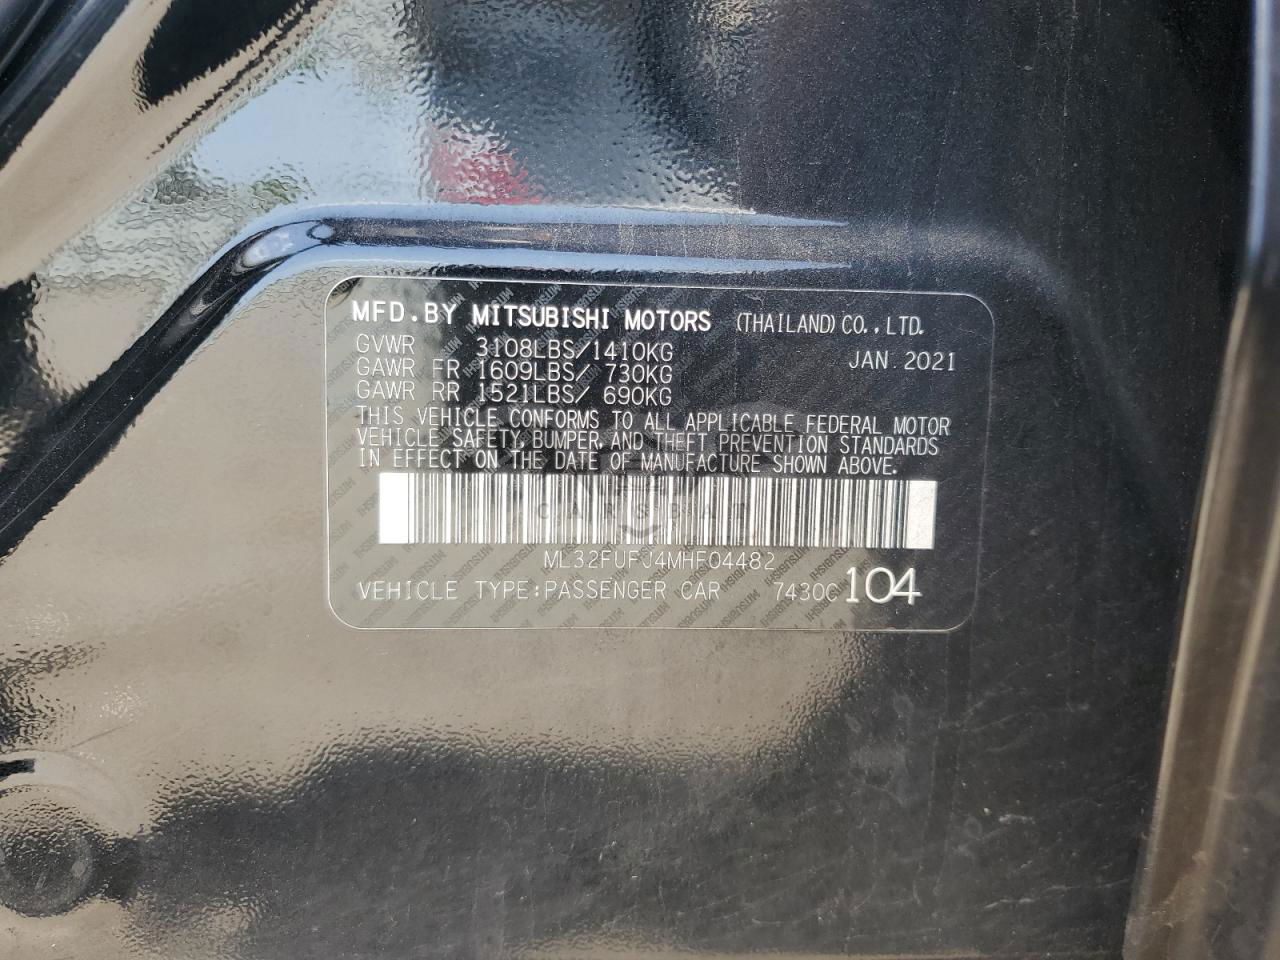 MFD.BY MITSUBISHI MOTORS (THAILAND)CO.,LTD.
GVWR 3108LBS/1410KG JAN.2021
GAWR FR 1609LBS/ 730KG
GAWR RR 1521LBS/ 690KG
THIS VEHICLE CONFORMS TO ALL APPLICABLE FEDERAL MOTOR
VEHICLE SAFETY, BUMPER, AND THEFT PREVENTION STANDARDS
IN EFFECT ON THE DATE OF MANUFACTURE SHOWN ABOVE.
CARSBAT
ML32FUFJ4MHF04482
VEHICLE TYPE:PASSENGER CAR 7430C104